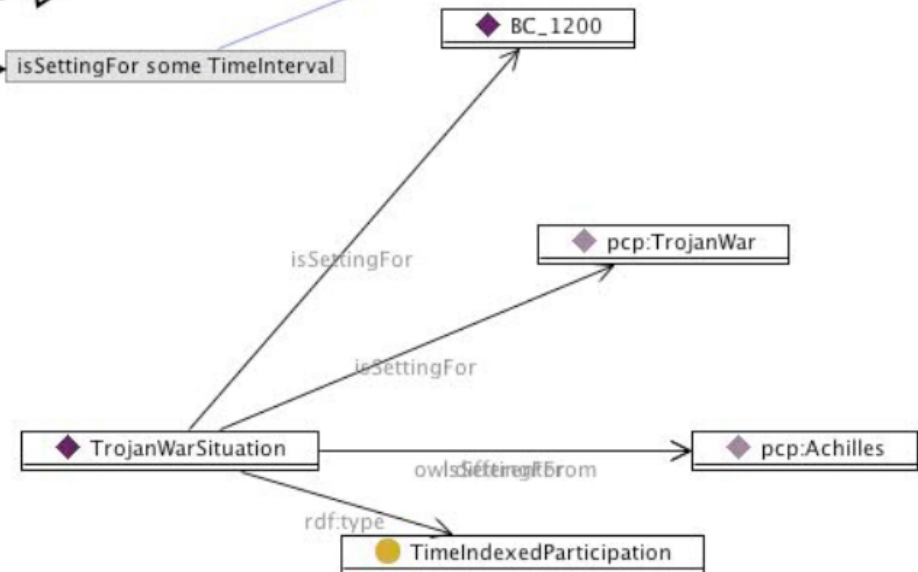 BC_1200
isSettingFor some TimeInterval
pcp:TrojanWar
isSettingFor
isSettingFor
TrojanWarSituation
pcp:Achilles
rdf:type
TimeIndexedParticipation